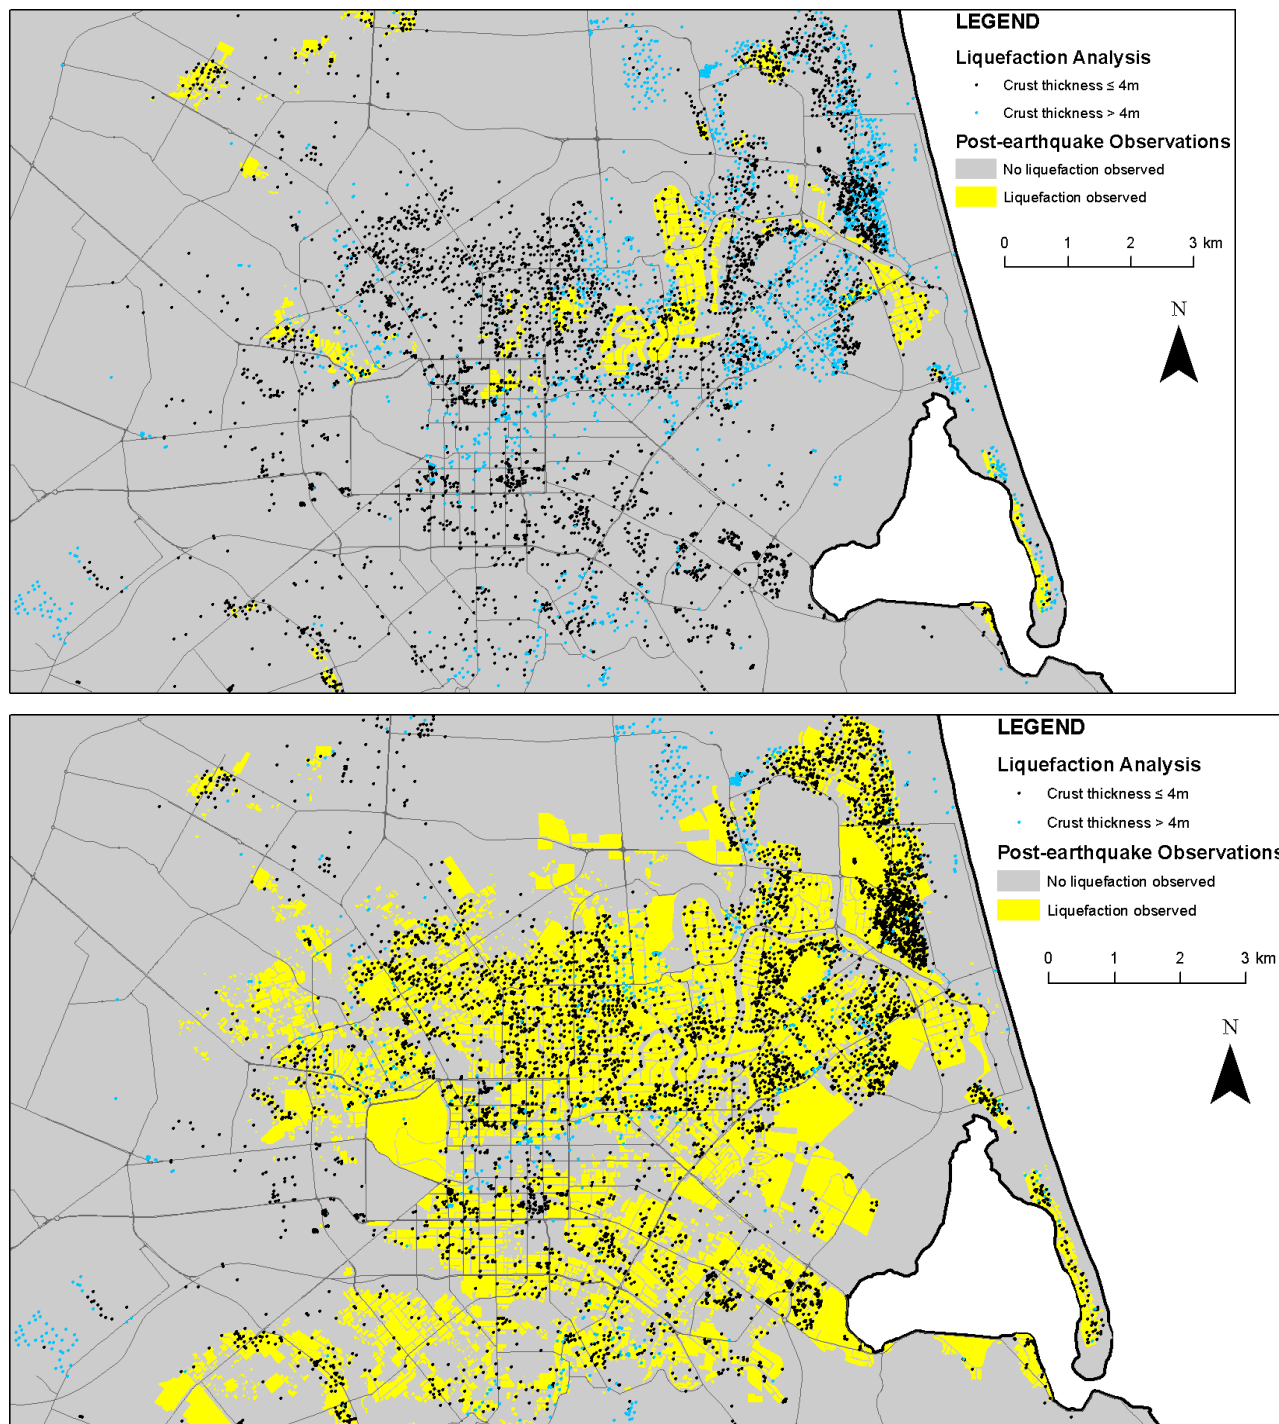 LEGEND
Liquefaction Analysis
Crust thickness ≤ 4m
Crust thickness > 4m
Post-earthquake Observations
No liquefaction observed
Liquefaction observed
0 1 2 3 km
N
LEGEND
Liquefaction Analysis
Crust thickness ≤ 4m
Crust thickness > 4m
Post-earthquake Observations
No liquefaction observed
Liquefaction observed
0 1 2 3 km
N